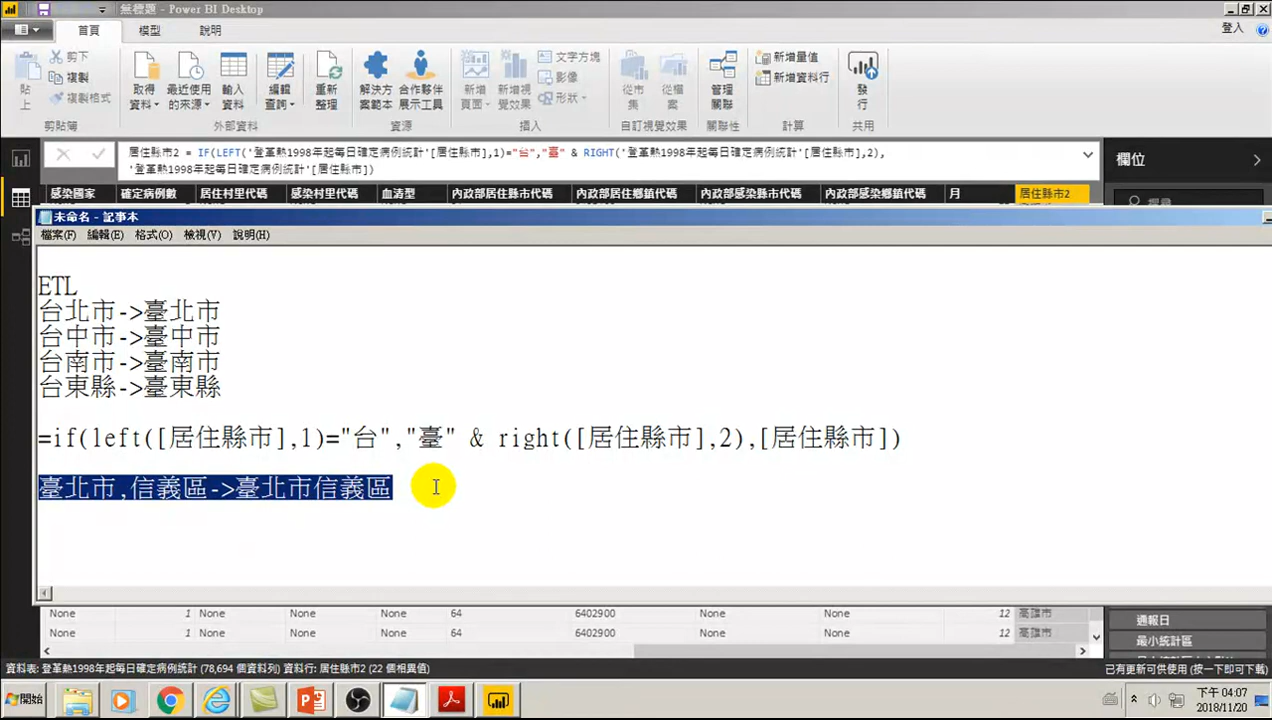 無標題 - Power BI Desktop
首頁 模型 說明
登入
貼上
剪下
複製
複製格式
剪貼簿
取得資料
最近使用的來源
輸入資料
編輯查詢
外部資料
重新整理
解決方案範本
合作夥伴展示工具
資源
新增頁面
新增視覺效果
文字方塊
影像
形狀
插入
從市集
從檔案
自訂視覺效果
管理關聯
關聯性
新增量值
新增資料行
計算
發行
共用
居住縣市2 = IF(LEFT('登革熱1998年起每日確定病例統計'[居住縣市],1)="台","臺" & RIGHT('登革熱1998年起每日確定病例統計'[居住縣市],2),
'登革熱1998年起每日確定病例統計'[居住縣市])
欄位
搜尋
感染國家 確定病例數 居住村里代碼 感染村里代碼 血清型 內政部居住縣市代碼 內政部居住鄉鎮代碼 內政部感染縣市代碼 內政部感染鄉鎮代碼 月 居住縣市2
未命名 - 記事本
檔案(F) 編輯(E) 格式(O) 檢視(V) 說明(H)
ETL
台北市->臺北市
台中市->臺中市
台南市->臺南市
台東縣->臺東縣
=if(left([居住縣市],1)="台","臺" & right([居住縣市],2),[居住縣市])
臺北市,信義區->臺北市信義區
None 1 None None None 64 6402900 None None 12 高雄市
None 1 None None None 64 6402900 None None 12 高雄市
通報日
最小統計區
資料表: 登革熱1998年起每日確定病例統計 (78,694 個資料列) 資料行: 居住縣市2 (22 個相異值)
已有更新可供使用 (按一下即可下載)
開始
下午 04:07
2018/11/20